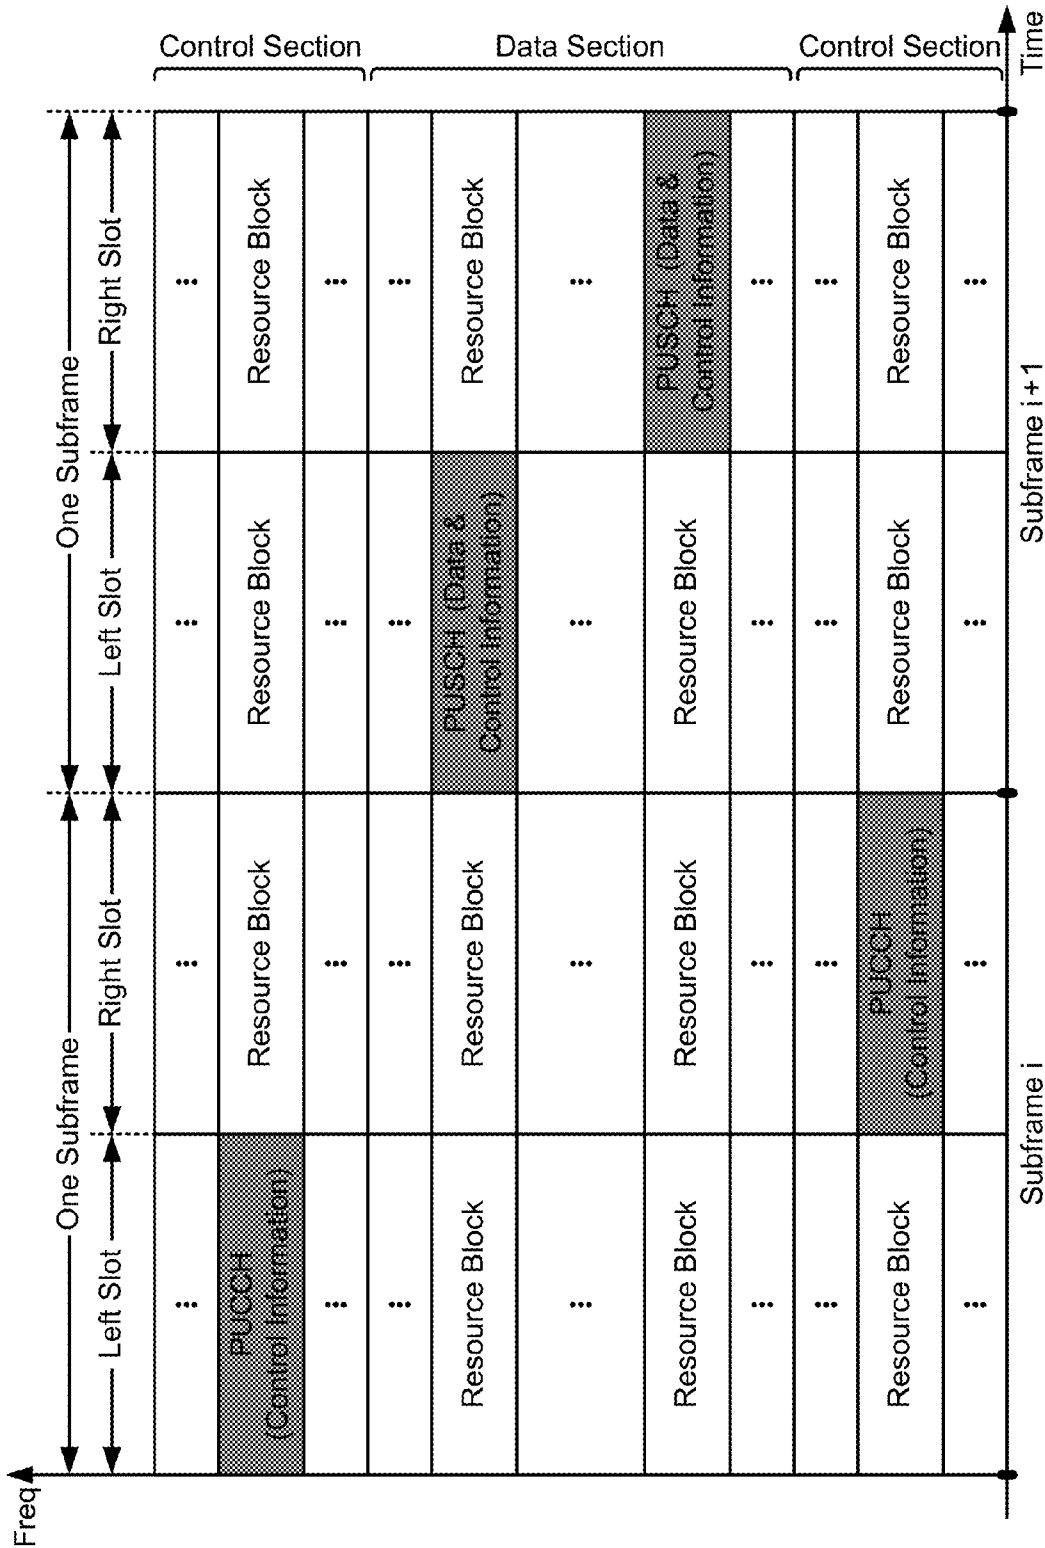 Freq
One Subframe
One Subframe
Left Slot
Right Slot
Left Slot
Right Slot
...
...
...
...
Control Section
PUCCH
(Control Information)
Resource Block
Resource Block
Resource Block
...
...
...
...
...
...
...
...
Data Section
Resource Block
Resource Block
PUSCH (Data &
Control Information)
Resource Block
...
...
...
...
Resource Block
Resource Block
Resource Block
PUSCH (Data &
Control Information)
...
...
...
...
...
...
...
...
Control Section
Resource Block
PUCCH
(Control Information)
Resource Block
Resource Block
...
...
...
...
Time
Subframe i
Subframe i + 1